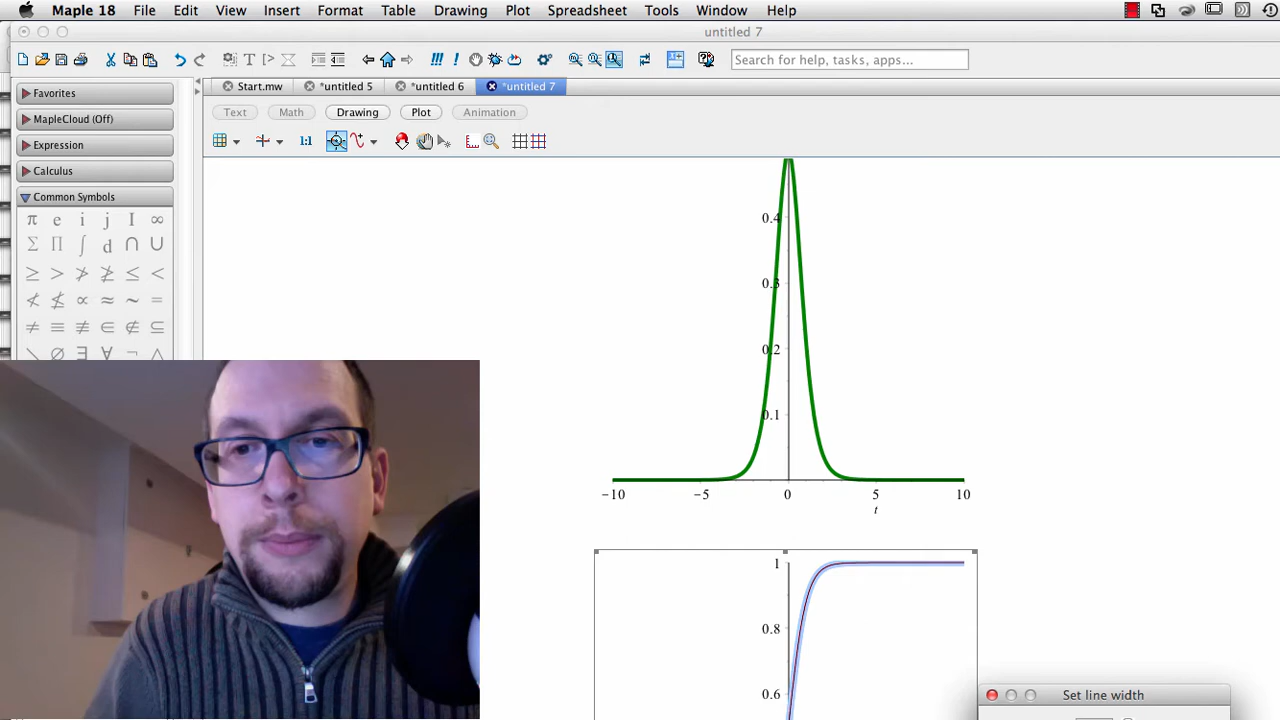 Maple 18 File Edit View Insert Format Table Drawing Plot Spreadsheet Tools Window Help
untitled 7
Search for help, tasks, apps...
Start.mw *untitled 5 *untitled 6 *untitled 7
Favorites
Text Math Drawing Plot Animation
MapleCloud (Off)
Expression
1:1
Calculus
Common Symbols
π e i j I ∞
Σ Π ∫ d ∩ ∪
≥ > ≯ ≱ ≤ <
≮ ≰ ∝ ≈ ~ =
≠ ≡ ≢ ∈ ∉ ⊆
\ ∅ ∃ ∀ ¬ ∧
0.4
0.3
0.2
0.1
−10 −5 0 5 10
t
1
0.8
0.6
Set line width